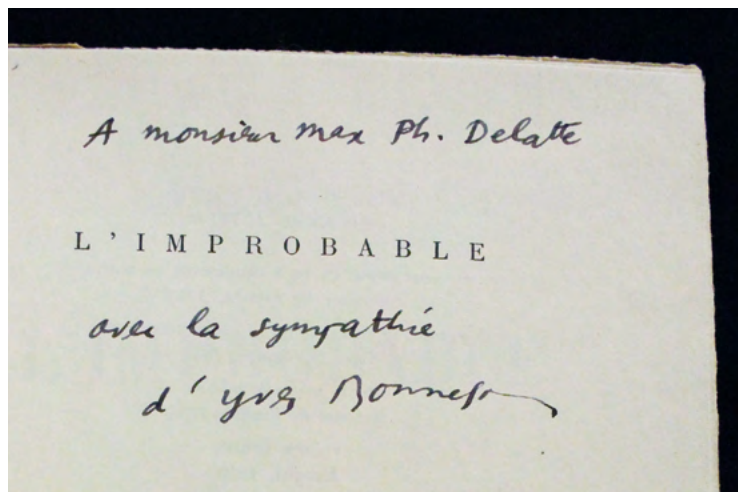 A monsieur Max Ph. Delatte
L'IMPROBABLE
avec la sympathie
d'Yves Bonnefoy